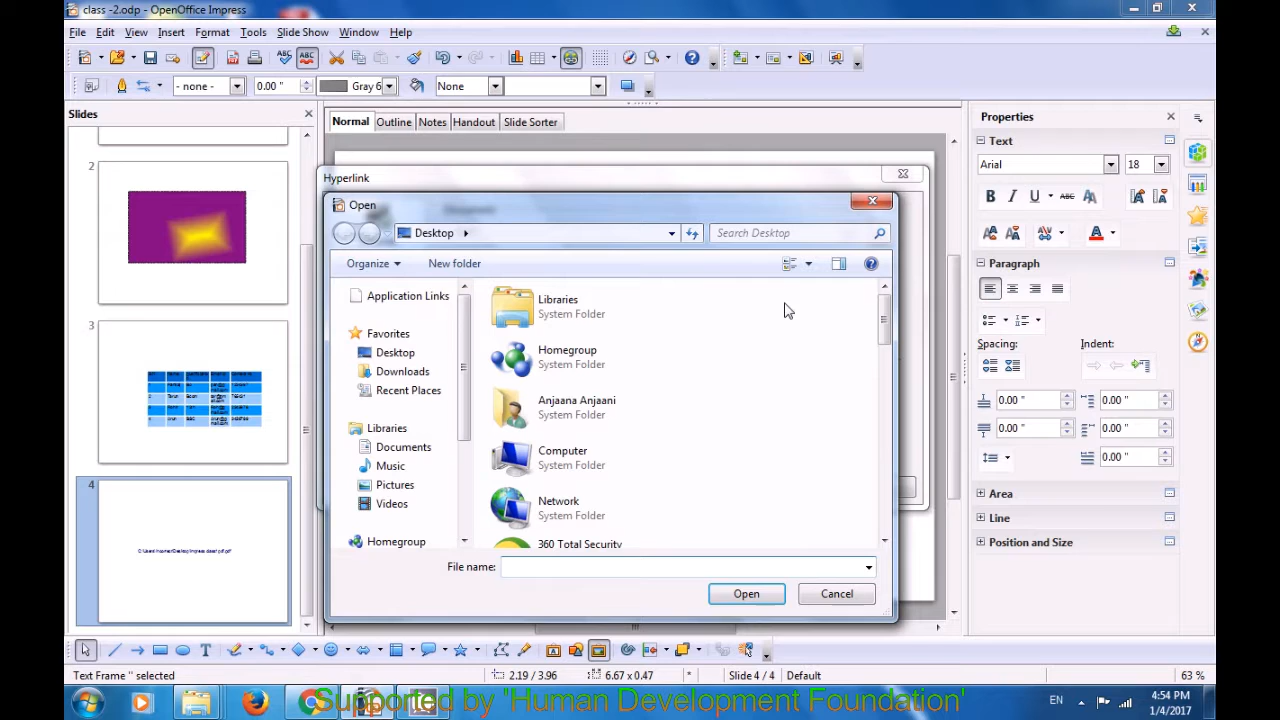 class -2.odp - OpenOffice Impress
File Edit View Insert Format Tools Slide Show Window Help
- none - 0.00 " Gray 6 None
Slides
Normal Outline Notes Handout Slide Sorter
Properties
Text
Arial 18
Hyperlink
Open
Desktop
Search Desktop
Organize New folder
Application Links
Favorites
Desktop
Downloads
Recent Places
Libraries
Documents
Music
Pictures
Videos
Homegroup
Libraries
System Folder
Homegroup
System Folder
Anjaana Anjaani
System Folder
Computer
System Folder
Network
System Folder
360 Total Security
File name:
Open Cancel
Paragraph
Spacing: Indent:
0.00 " 0.00 "
0.00 " 0.00 "
0.00 "
Area
Line
Position and Size
2
3
4
Text Frame '' selected 2.19 / 3.96 6.67 x 0.47 * Slide 4 / 4 Default 63 %
EN 4:54 PM
1/4/2017
Supported by 'Human Development Foundation'